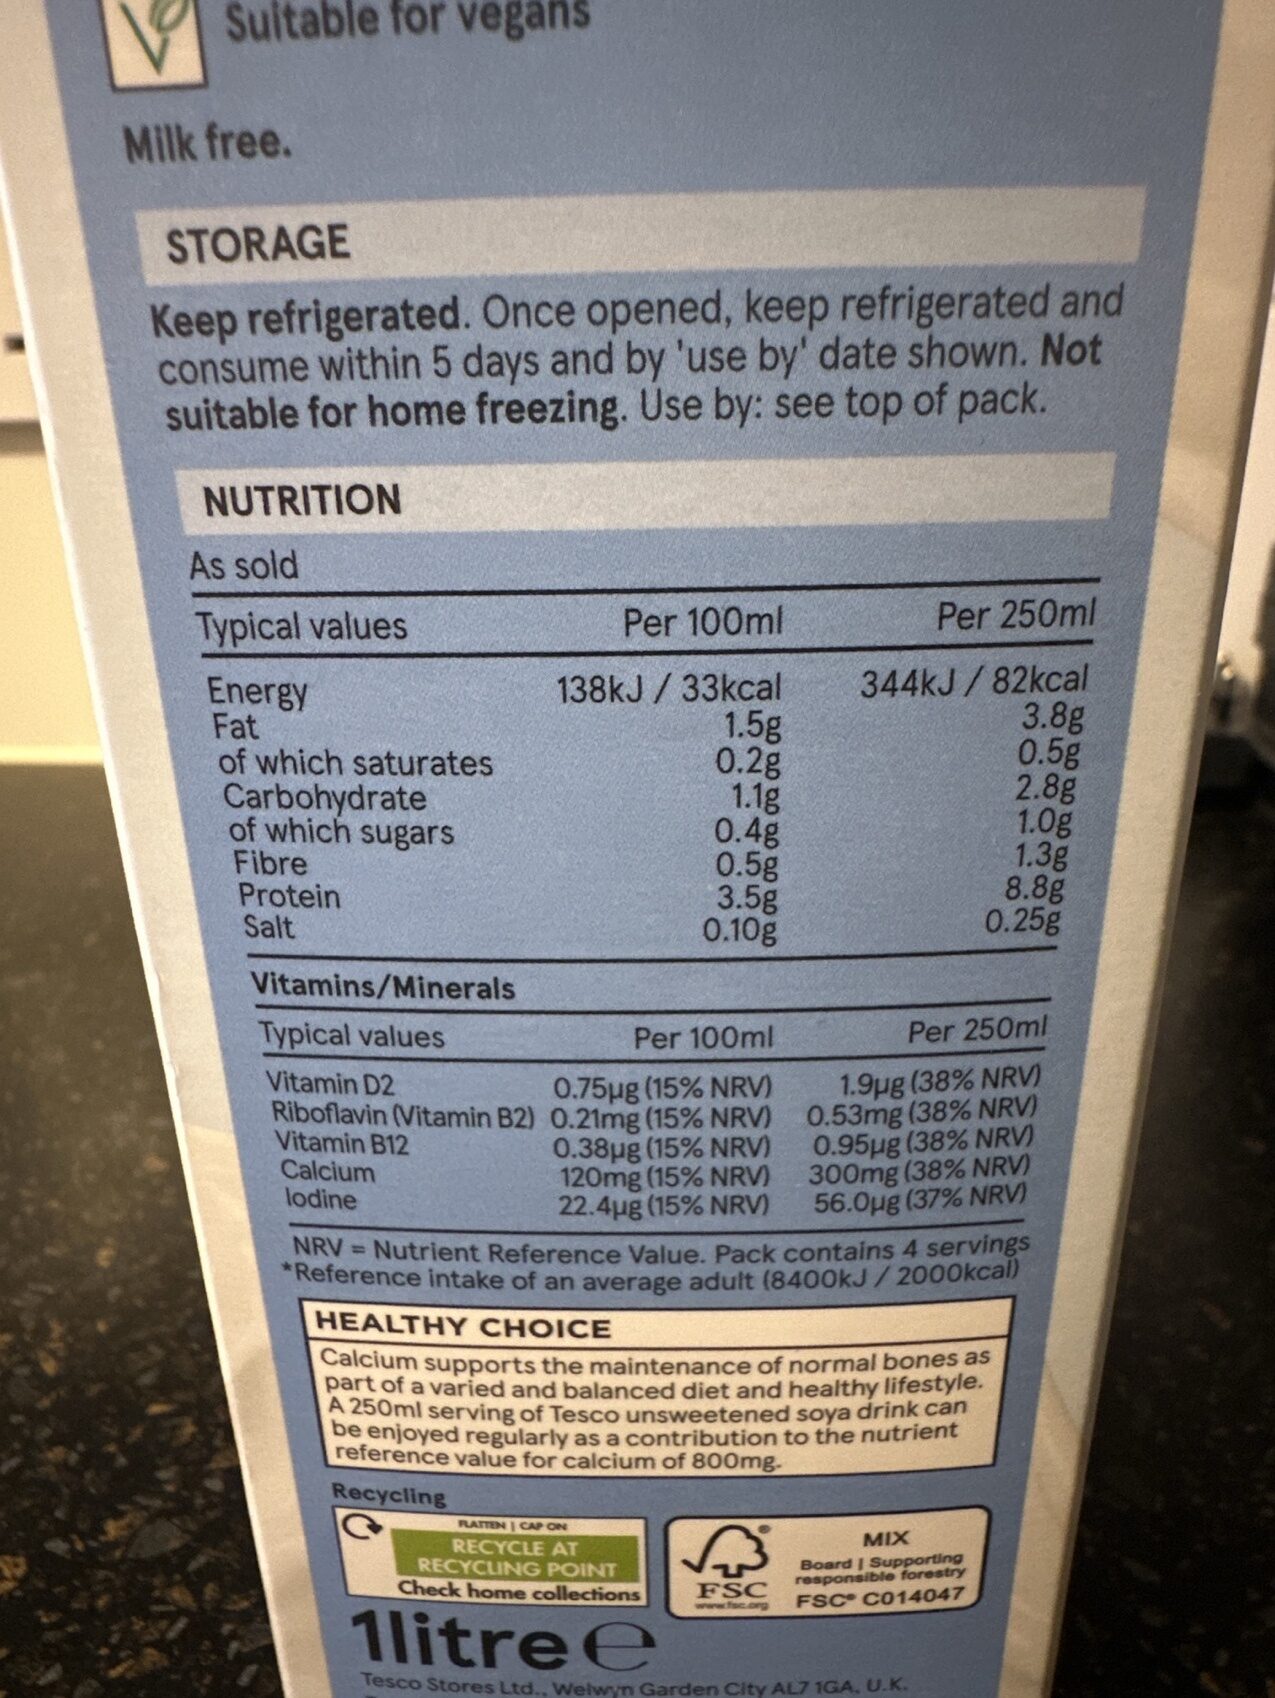 Suitable for vegans
Milk free.
STORAGE
Keep refrigerated. Once opened, keep refrigerated and
consume within 5 days and by 'use by' date shown. Not
suitable for home freezing. Use by: see top of pack.
NUTRITION
As sold
Typical values Per 100ml Per 250ml
Energy 138kJ / 33kcal 344kJ / 82kcal
Fat 1.5g 3.8g
of which saturates 0.2g 0.5g
Carbohydrate 1.1g 2.8g
of which sugars 0.4g 1.0g
Fibre 0.5g 1.3g
Protein 3.5g 8.8g
Salt 0.10g 0.25g
Vitamins/Minerals
Typical values Per 100ml Per 250ml
Vitamin D2 0.75µg (15% NRV) 1.9µg (38% NRV)
Riboflavin (Vitamin B2) 0.21mg (15% NRV) 0.53mg (38% NRV)
Vitamin B12 0.38µg (15% NRV) 0.95µg (38% NRV)
Calcium 120mg (15% NRV) 300mg (38% NRV)
Iodine 22.4µg (15% NRV) 56.0µg (37% NRV)
NRV = Nutrient Reference Value. Pack contains 4 servings
*Reference intake of an average adult (8400kJ / 2000kcal)
HEALTHY CHOICE
Calcium supports the maintenance of normal bones as
part of a varied and balanced diet and healthy lifestyle.
A 250ml serving of Tesco unsweetened soya drink can
be enjoyed regularly as a contribution to the nutrient
reference value for calcium of 800mg.
Recycling
FLATTEN | CAP ON
RECYCLE AT
RECYCLING POINT
Check home collections
FSC
www.fsc.org
MIX
Board | Supporting
responsible forestry
FSC® C014047
1litre e
Tesco Stores Ltd., Welwyn Garden City AL7 1GA, U.K.